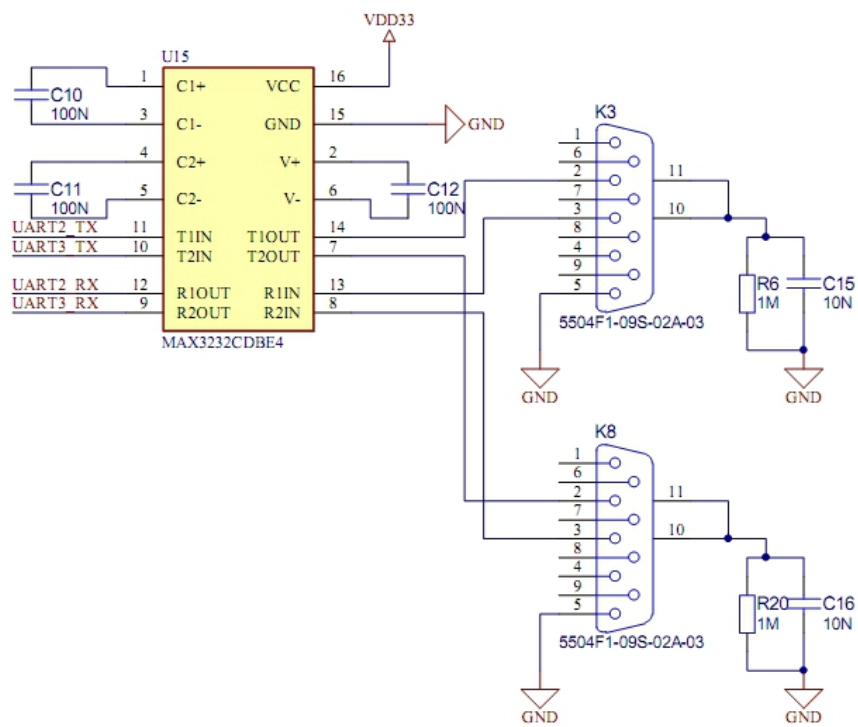 VDD33
U15
1 C1+ VCC 16
C10
100N
3 C1- GND 15 GND
4 C2+ V+ 2
C11
100N
C12
100N
5 C2- V- 6
UART2_TX 11 T1IN T1OUT 14
UART3_TX 10 T2IN T2OUT 7
UART2_RX 12 R1OUT R1IN 13
UART3_RX 9 R2OUT R2IN 8
MAX3232CDBE4
K3
1
6
2 11
7
3 10
8
4
9
5
5504F1-09S-02A-03
R6
1M
C15
10N
GND
GND
K8
1
6
2 11
7
3 10
8
4
9
5
5504F1-09S-02A-03
R20
1M
C16
10N
GND
GND